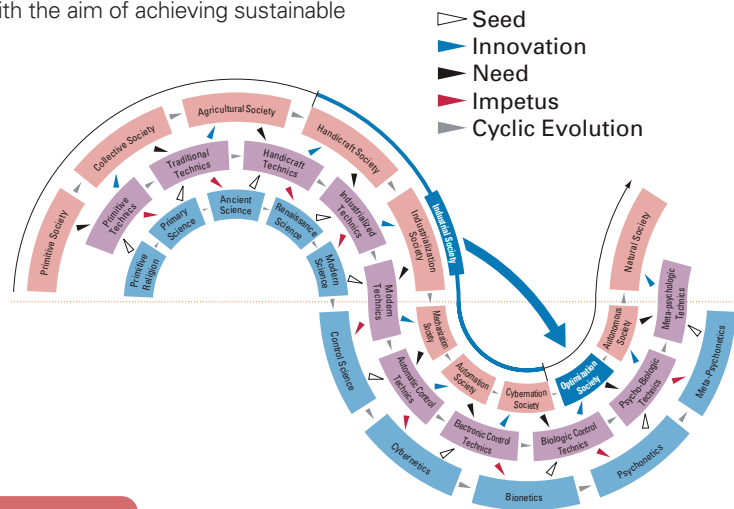 ith the aim of achieving sustainable
Seed
Innovation
Need
Impetus
Cyclic Evolution
Primitive Society
Collective Society
Agricultural Society
Handicraft Society
Industrialization
Society
Mechanization
Society
Automation
Society
Cybernation
Society
Optimization
Society
Autonomous
Society
Natural Society
Industrial Society
Primitive
Technics
Traditional
Technics
Handicraft
Technics
Industrialized
Technics
Modern
Technics
Automatic Control
Technics
Electronic Control
Technics
Biologic Control
Technics
Psycho-Biologic
Technics
Meta-psychologic
Technics
Primitive
Religion
Primary
Science
Ancient
Science
Renaissance
Science
Modern
Science
Control Science
Cybernetics
Bionetics
Psychonetics
Meta-Psychonetics